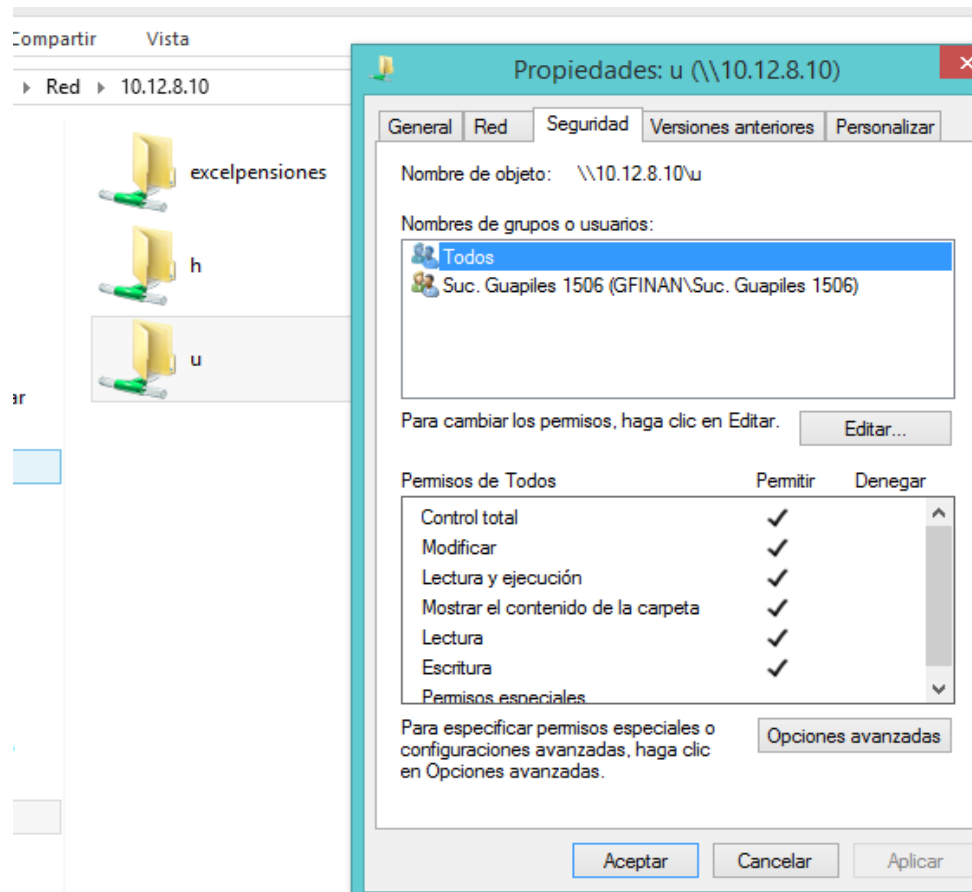 Compartir Vista
Red 10.12.8.10
excelpensiones
h
u
ar
Propiedades: u (\\10.12.8.10)
General Red Seguridad Versiones anteriores Personalizar
Nombre de objeto: \\10.12.8.10\u
Nombres de grupos o usuarios:
Todos
Suc. Guapiles 1506 (GFINAN\Suc. Guapiles 1506)
Para cambiar los permisos, haga clic en Editar. Editar...
Permisos de Todos Permitir Denegar
Control total
Modificar
Lectura y ejecución
Mostrar el contenido de la carpeta
Lectura
Escritura
Permisos especiales
Para especificar permisos especiales o
configuraciones avanzadas, haga clic
en Opciones avanzadas.
Opciones avanzadas
Aceptar Cancelar Aplicar